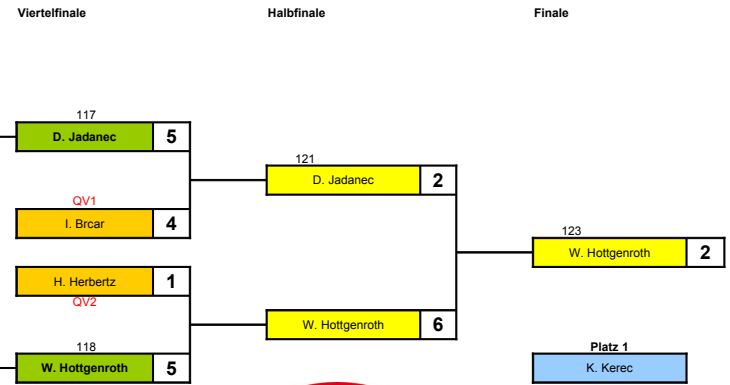 Viertelfinale Halbfinale Finale
117
D. Jadanec 5
121
D. Jadanec 2
QV1
I. Brcar 4
123
W. Hottgenroth 2
H. Herbertz 1
QV2
W. Hottgenroth 6
118
W. Hottgenroth 5
Platz 1
K. Kerec